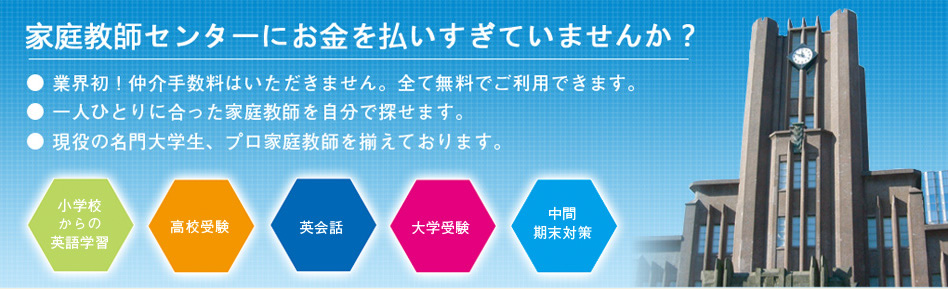 家庭教師センターにお金を払いすぎていませんか？
● 業界初！仲介手数料はいただきません。全て無料でご利用できます。
● 一人ひとりに合った家庭教師を自分で探せます。
● 現役の名門大学生、プロ家庭教師を揃えております。
小学校
からの
英語学習
高校受験
英会話
大学受験
中間
期末対策